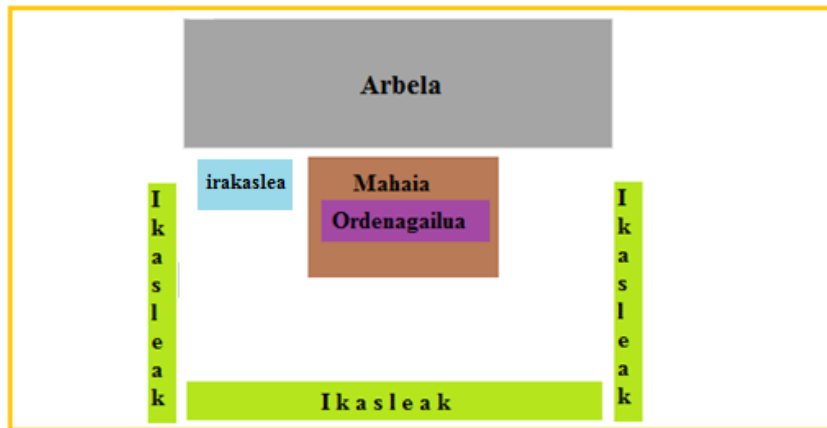 Arbela
irakaslea
Mahaia
Ordenagailua
Ikasleak
Ikasleak
Ikasleak